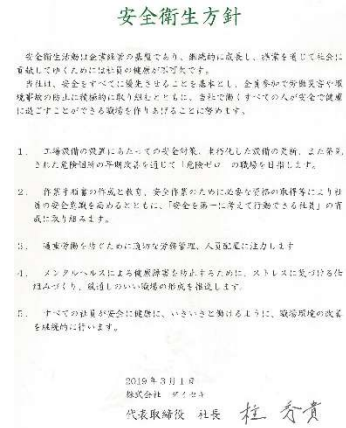 安全衛生方針
安全衛生活動は企業経営の基盤であり、継続的に成長し、事業を通じて社会に
貢献してゆくためには社員の健康が不可欠です。
当社は、安全をすべてに優先させることを基本とし、全員参加で労働災害や環
境事故の防止に積極的に取り組むとともに、当社で働くすべての人が安全で健康
に過ごすことができる職場を作りあげることに努めます。
1. 工場設備の設置にあたっての安全対策、老朽化した設備の更新、また発見
された危険個所の早期改善を通じて「危険ゼロ」の職場を目指します。
2. 作業手順書の作成と教育、安全作業のために必要な資格の取得等により社
員の安全意識を高めるとともに、「安全を第一に考えて行動できる社員」の育
成に取り組みます。
3. 過重労働を防ぐために適切な労務管理、人員配置に注力します
4. メンタルヘルスによる健康障害を防止するために、ストレスに気づける仕
組みづくり、風通しのいい職場の形成を推進します。
5. すべての社員が安全に健康に、いきいきと働けるように、職場環境の改善
を継続的に行います。
2019年3月1日
株式会社 ダイセキ
代表取締役 社長 柱 秀貴